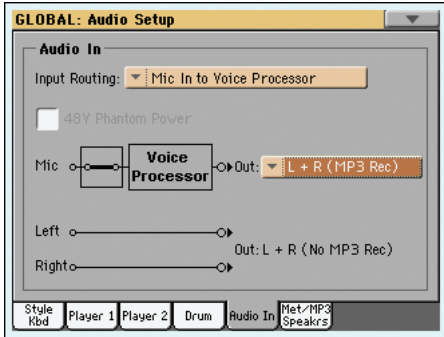 GLOBAL: Audio Setup
Audio In
Input Routing: Mic In to Voice Processor
48V Phantom Power
Mic Voice Processor Out: L + R (MP3 Rec)
Left
Out: L + R (No MP3 Rec)
Right
Style Kbd Player 1 Player 2 Drum Audio In Met/MP3 Speakrs